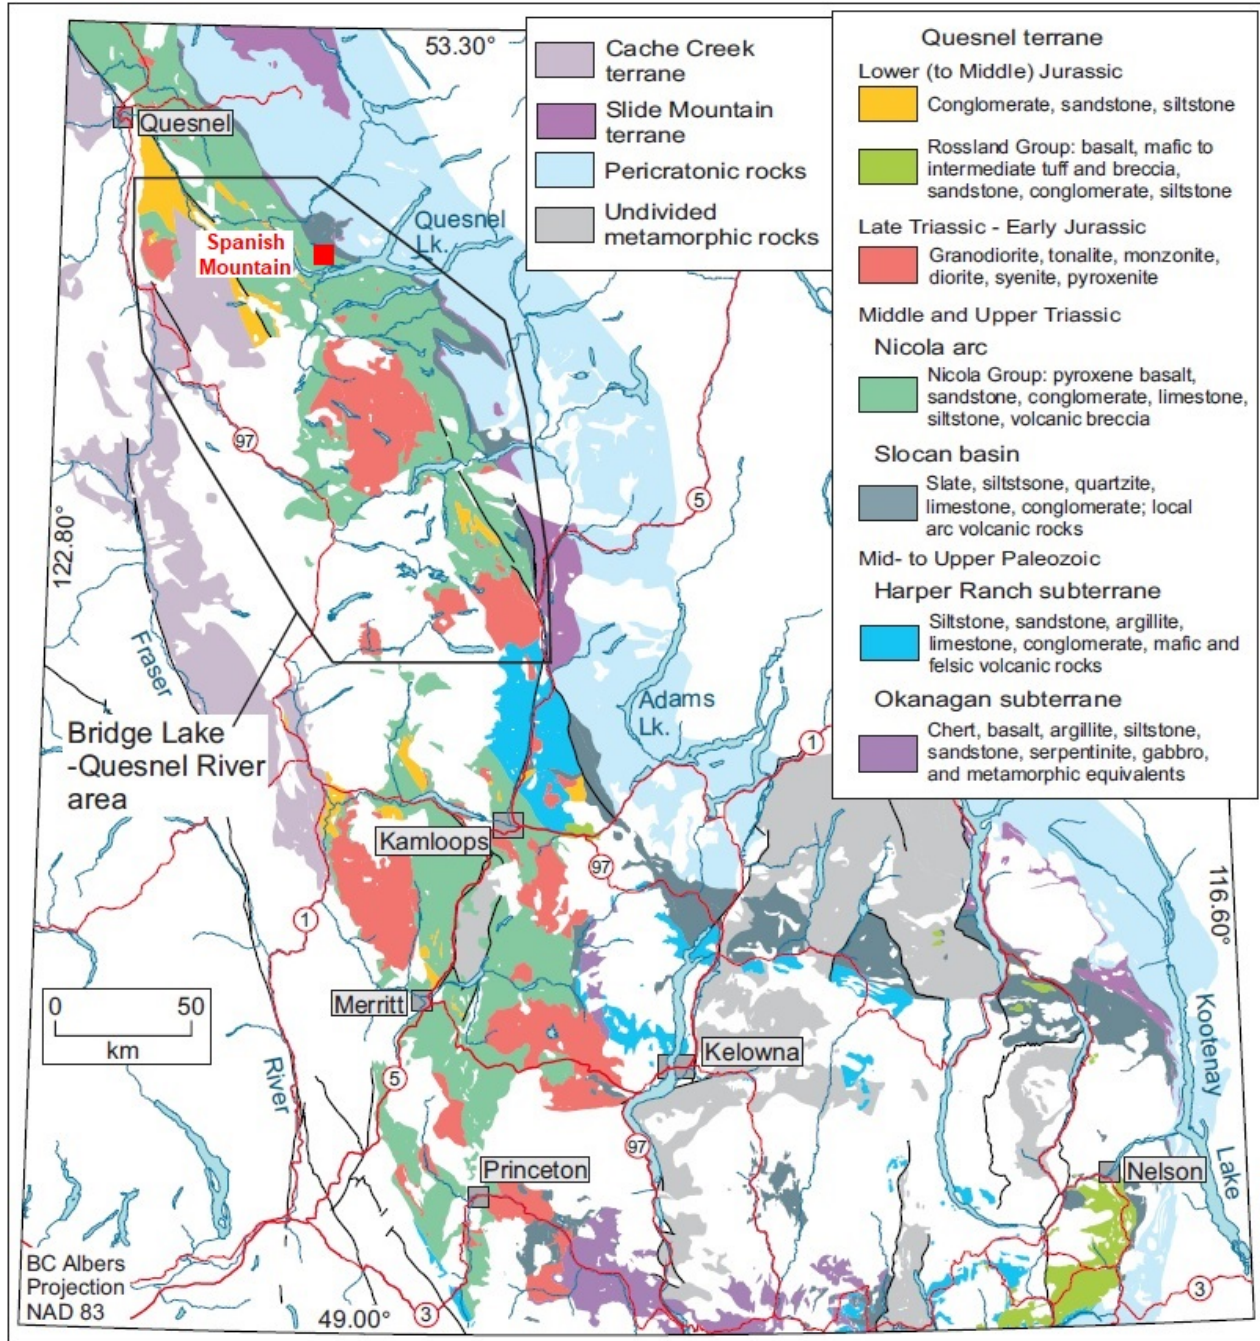 53.30°
Quesnel
Quesnel
Lk.
Spanish
Mountain
97
5
122.80°
Fraser
Adams
Lk.
1
Bridge Lake
-Quesnel River
area
Kamloops
97
1
116.60°
Merritt
0 50
km
Kelowna
Kootenay
River
5
97
Princeton
Nelson
Lake
BC Albers
Projection
NAD 83
49.00°
3
3
Cache Creek
terrane
Slide Mountain
terrane
Pericratonic rocks
Undivided
metamorphic rocks
Quesnel terrane
Lower (to Middle) Jurassic
Conglomerate, sandstone, siltstone
Rossland Group: basalt, mafic to
intermediate tuff and breccia,
sandstone, conglomerate, siltstone
Late Triassic - Early Jurassic
Granodiorite, tonalite, monzonite,
diorite, syenite, pyroxenite
Middle and Upper Triassic
Nicola arc
Nicola Group: pyroxene basalt,
sandstone, conglomerate, limestone,
siltstone, volcanic breccia
Slocan basin
Slate, siltstsone, quartzite,
limestone, conglomerate; local
arc volcanic rocks
Mid- to Upper Paleozoic
Harper Ranch subterrane
Siltstone, sandstone, argillite,
limestone, conglomerate, mafic and
felsic volcanic rocks
Okanagan subterrane
Chert, basalt, argillite, siltstone,
sandstone, serpentinite, gabbro,
and metamorphic equivalents